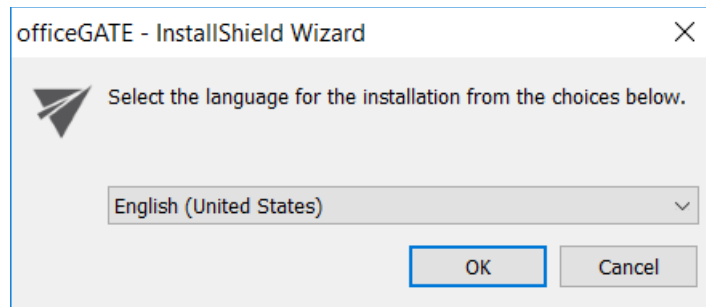 officeGATE - InstallShield Wizard
Select the language for the installation from the choices below.
English (United States)
OK
Cancel